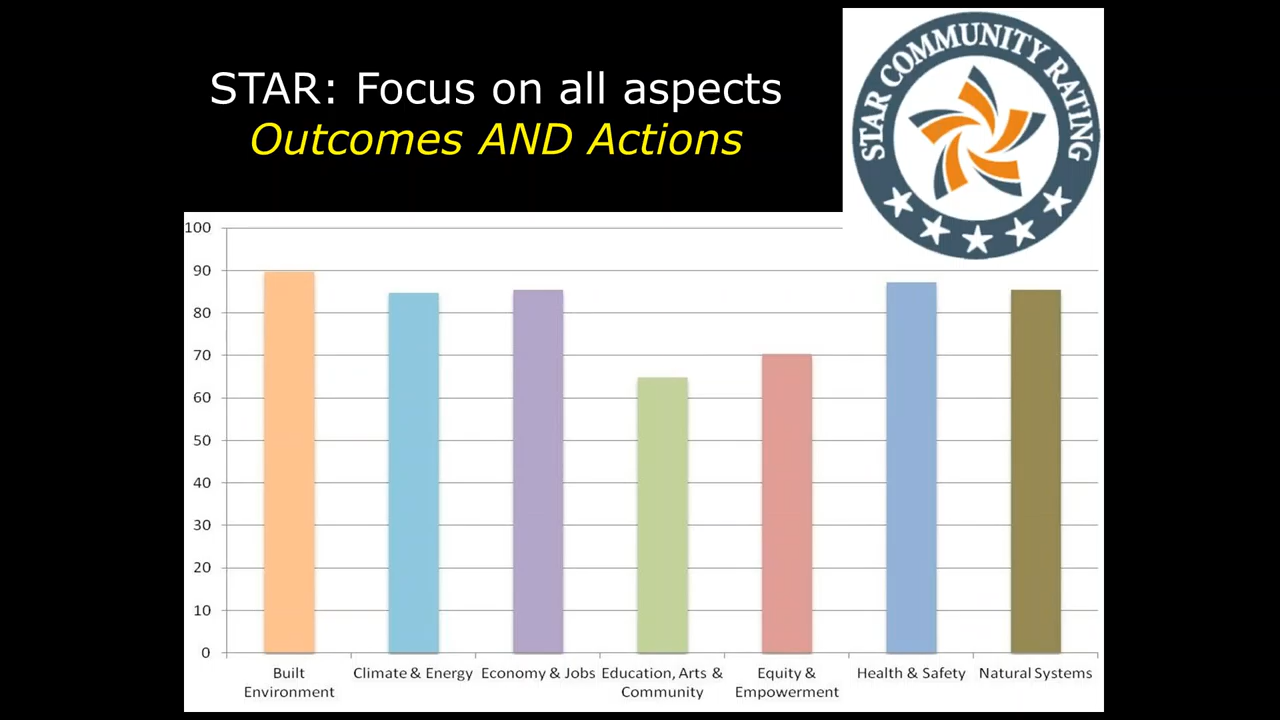 STAR: Focus on all aspects
Outcomes AND Actions
STAR COMMUNITY RATING
100
90
80
70
60
50
40
30
20
10
0
Built
Environment
Climate & Energy
Economy & Jobs
Education, Arts &
Community
Equity &
Empowerment
Health & Safety
Natural Systems